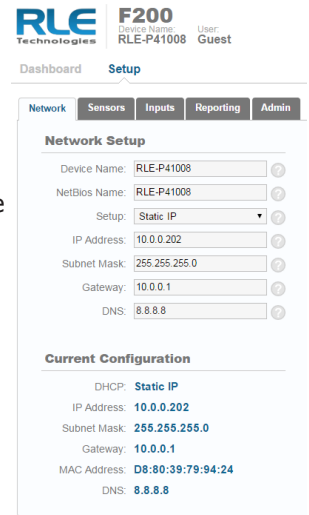 RLE
Technologies
F200
Device Name: User:
RLE-P41008 Guest
Dashboard Setup
Network Sensors Inputs Reporting Admin
Network Setup
Device Name: RLE-P41008 ?
NetBios Name: RLE-P41008 ?
e
Setup: Static IP ?
IP Address: 10.0.0.202 ?
Subnet Mask: 255.255.255.0 ?
Gateway: 10.0.0.1 ?
DNS: 8.8.8.8 ?
Current Configuration
DHCP: Static IP
IP Address: 10.0.0.202
Subnet Mask: 255.255.255.0
Gateway: 10.0.0.1
MAC Address: D8:80:39:79:94:24
DNS: 8.8.8.8